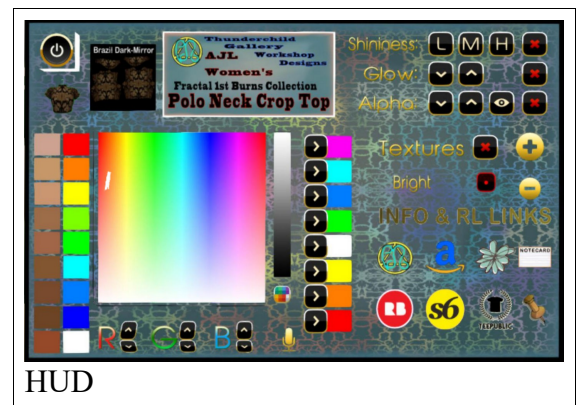 Thunderchild
Gallery
AJL Workshop
Designs
Women's
Fractal 1st Burns Collection
Polo Neck Crop Top
Brazil Dark-Mirror
Shininess: L M H
Glow:
Alpha:
Textures
Bright
INFO & RL LINKS
a
NOTECARD
RB
s6
TEEPUBLIC
R G B
HUD